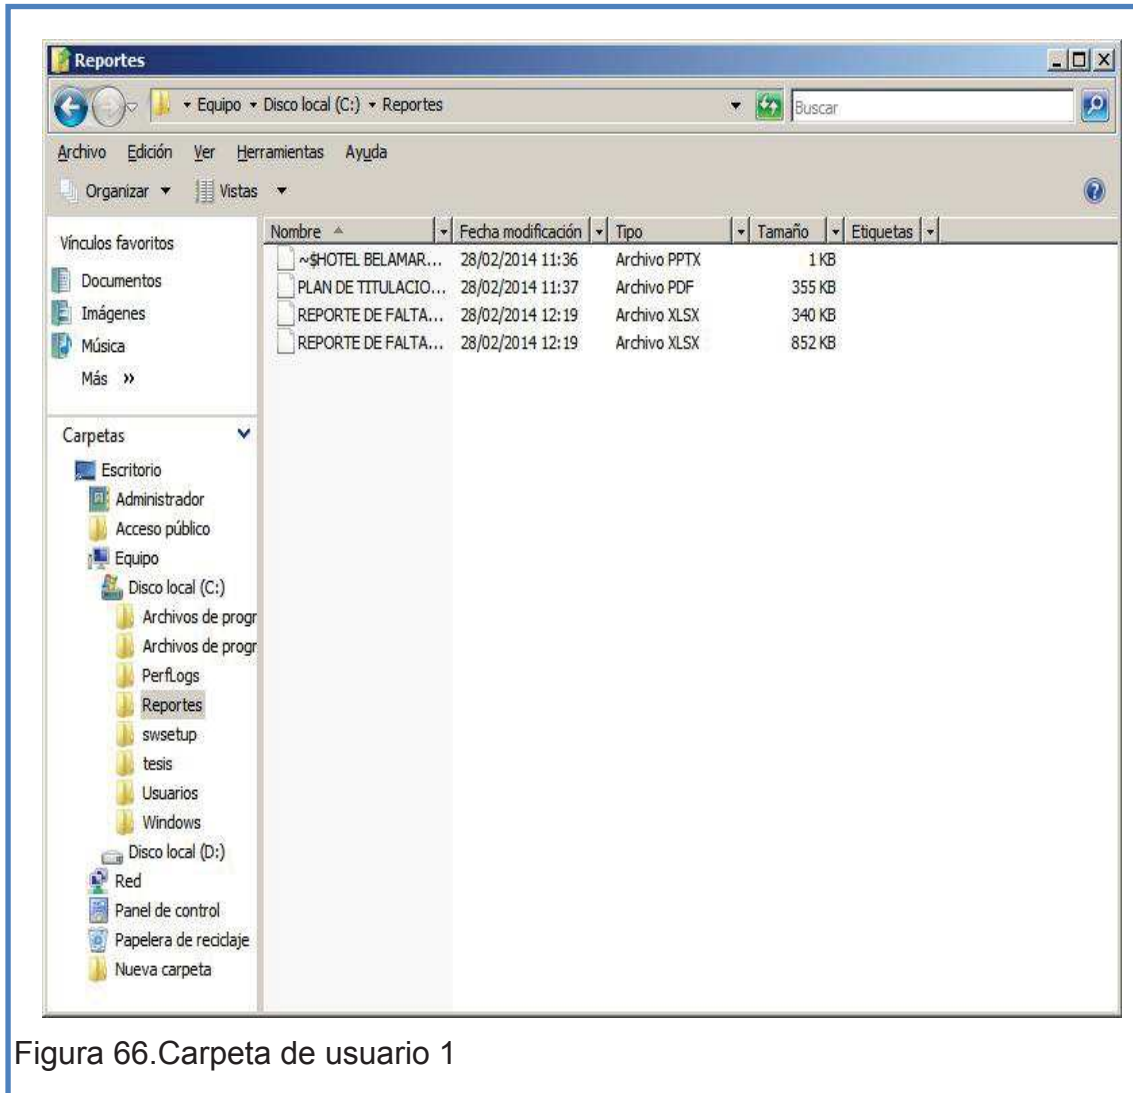 Reportes
Equipo Disco local (C:) Reportes Buscar
Archivo Edición Ver Herramientas Ayuda
Organizar Vistas
Vínculos favoritos
Documentos
Imágenes
Música
Más »
Carpetas
Escritorio
Administrador
Acceso público
Equipo
Disco local (C:)
Archivos de progr
Archivos de progr
PerfLogs
Reportes
swsetup
tesis
Usuarios
Windows
Disco local (D:)
Red
Panel de control
Papelera de reciclaje
Nueva carpeta
Nombre Fecha modificación Tipo Tamaño Etiquetas
~$HOTEL BELAMAR... 28/02/2014 11:36 Archivo PPTX 1 KB
PLAN DE TITULACIO... 28/02/2014 11:37 Archivo PDF 355 KB
REPORTE DE FALTA... 28/02/2014 12:19 Archivo XLSX 340 KB
REPORTE DE FALTA... 28/02/2014 12:19 Archivo XLSX 852 KB
Figura 66.Carpeta de usuario 1